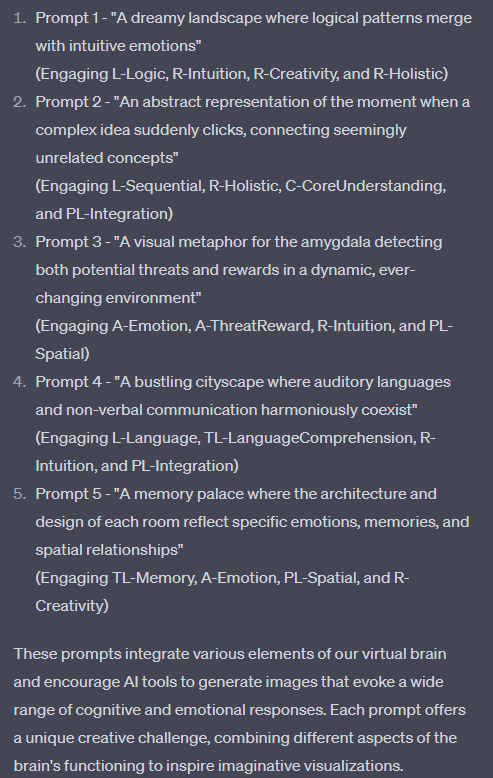 1. Prompt 1 - "A dreamy landscape where logical patterns merge
with intuitive emotions"
(Engaging L-Logic, R-Intuition, R-Creativity, and R-Holistic)
2. Prompt 2 - "An abstract representation of the moment when a
complex idea suddenly clicks, connecting seemingly
unrelated concepts"
(Engaging L-Sequential, R-Holistic, C-CoreUnderstanding,
and PL-Integration)
3. Prompt 3 - "A visual metaphor for the amygdala detecting
both potential threats and rewards in a dynamic, ever-
changing environment"
(Engaging A-Emotion, A-ThreatReward, R-Intuition, and PL-
Spatial)
4. Prompt 4 - "A bustling cityscape where auditory languages
and non-verbal communication harmoniously coexist"
(Engaging L-Language, TL-LanguageComprehension, R-
Intuition, and PL-Integration)
5. Prompt 5 - "A memory palace where the architecture and
design of each room reflect specific emotions, memories, and
spatial relationships"
(Engaging TL-Memory, A-Emotion, PL-Spatial, and R-
Creativity)
These prompts integrate various elements of our virtual brain
and encourage AI tools to generate images that evoke a wide
range of cognitive and emotional responses. Each prompt offers
a unique creative challenge, combining different aspects of the
brain's functioning to inspire imaginative visualizations.